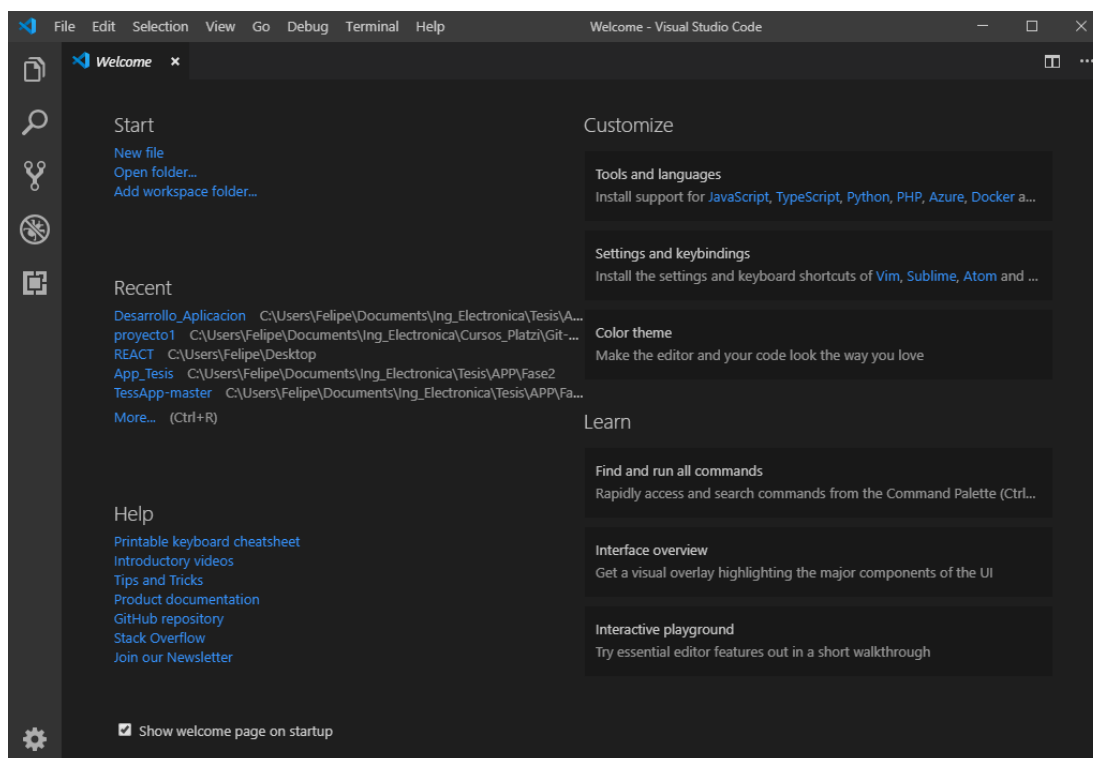 File Edit Selection View Go Debug Terminal Help Welcome - Visual Studio Code
Welcome
Start
New file
Open folder...
Add workspace folder...
Recent
Desarrollo_Aplicacion C:\Users\Felipe\Documents\Ing_Electronica\Tesis\A...
proyecto1 C:\Users\Felipe\Documents\Ing_Electronica\Cursos_Platzi\Git-...
REACT C:\Users\Felipe\Desktop
App_Tesis C:\Users\Felipe\Documents\Ing_Electronica\Tesis\APP\Fase2
TessApp-master C:\Users\Felipe\Documents\Ing_Electronica\Tesis\APP\Fa...
More... (Ctrl+R)
Help
Printable keyboard cheatsheet
Introductory videos
Tips and Tricks
Product documentation
GitHub repository
Stack Overflow
Join our Newsletter
Show welcome page on startup
Customize
Tools and languages
Install support for JavaScript, TypeScript, Python, PHP, Azure, Docker a...
Settings and keybindings
Install the settings and keyboard shortcuts of Vim, Sublime, Atom and ...
Color theme
Make the editor and your code look the way you love
Learn
Find and run all commands
Rapidly access and search commands from the Command Palette (Ctrl...
Interface overview
Get a visual overlay highlighting the major components of the UI
Interactive playground
Try essential editor features out in a short walkthrough